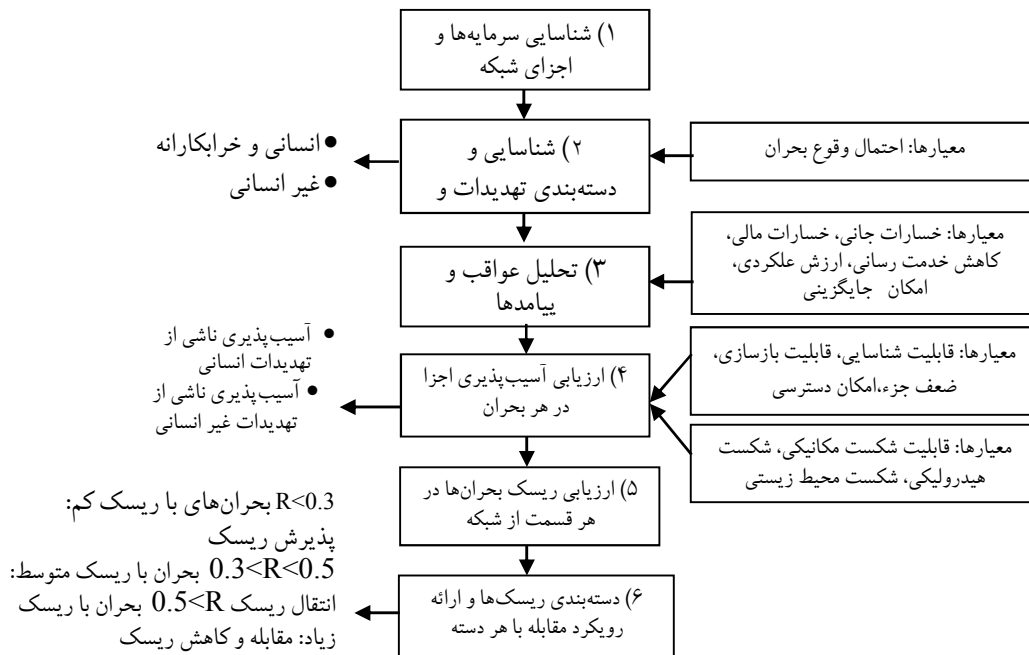 ۱) شناسایی سرمایه‌ها و
اجزای شبکه
۲) شناسایی و
دسته‌بندی تهدیدات و
معیارها: احتمال وقوع بحران
● انسانی و خرابکارانه
● غیر انسانی
۳) تحلیل عواقب و
پیامدها
معیارها: خسارات جانی، خسارات مالی،
کاهش خدمت رسانی، ارزش علکردی،
امکان جایگزینی
۴) ارزیابی آسیب‌پذیری اجزا
در هر بحران
معیارها: قابلیت شناسایی، قابلیت بازسازی،
ضعف جزء،امکان دسترسی
معیارها: قابلیت شکست مکانیکی، شکست
هیدرولیکی، شکست محیط زیستی
● آسیب‌پذیری ناشی از
تهدیدات انسانی
● آسیب‌پذیری ناشی از
تهدیدات غیر انسانی
۵) ارزیابی ریسک بحران‌ها در
هر قسمت از شبکه
۶) دسته‌بندی ریسک‌ها و ارائه
رویکرد مقابله با هر دسته
R<0.3 بحران‌های با ریسک کم:
پذیرش ریسک
0.3<R<0.5 بحران با ریسک متوسط:
انتقال ریسک 0.5<R بحران با ریسک
زیاد: مقابله و کاهش ریسک